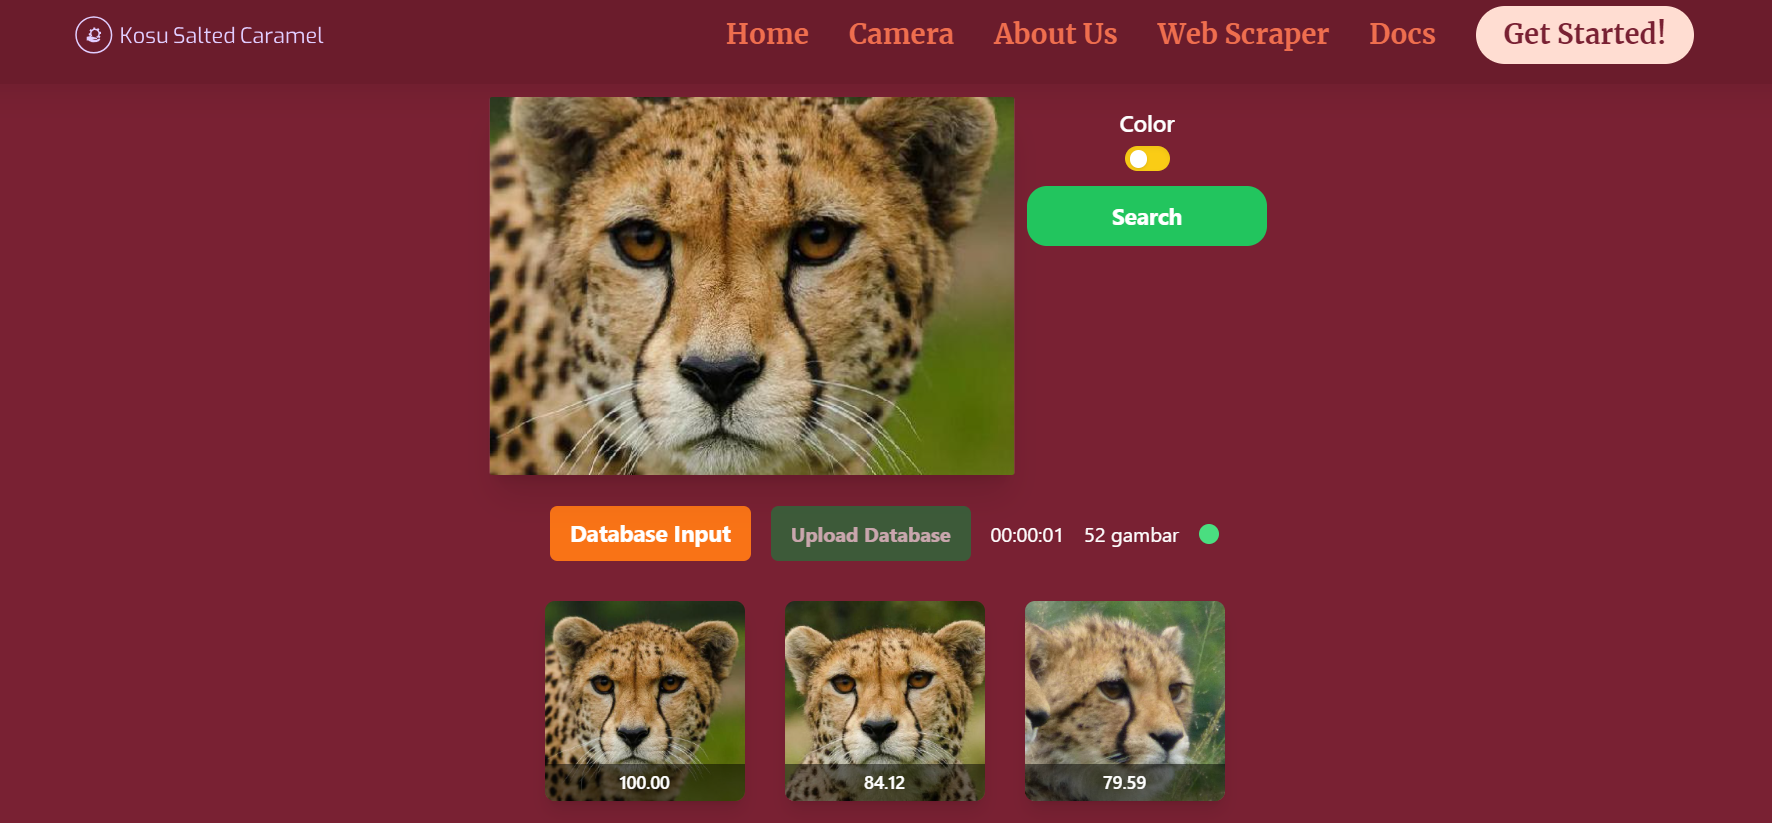 Kosu Salted Caramel
Home Camera About Us Web Scraper Docs Get Started!
Color
Search
Database Input Upload Database 00:00:01 52 gambar
100.00 84.12 79.59